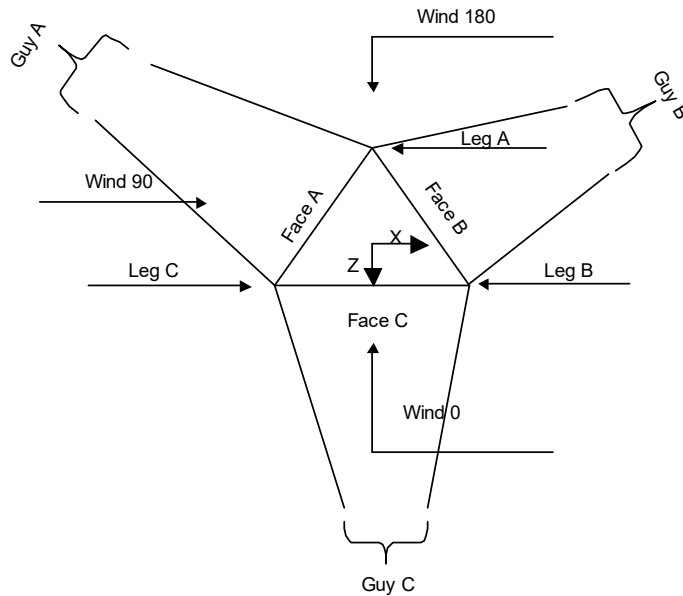 Wind 180
Guy A
Guy B
Leg A
Wind 90
Face A
Face B
X
Z
Leg C
Leg B
Face C
Wind 0
Guy C